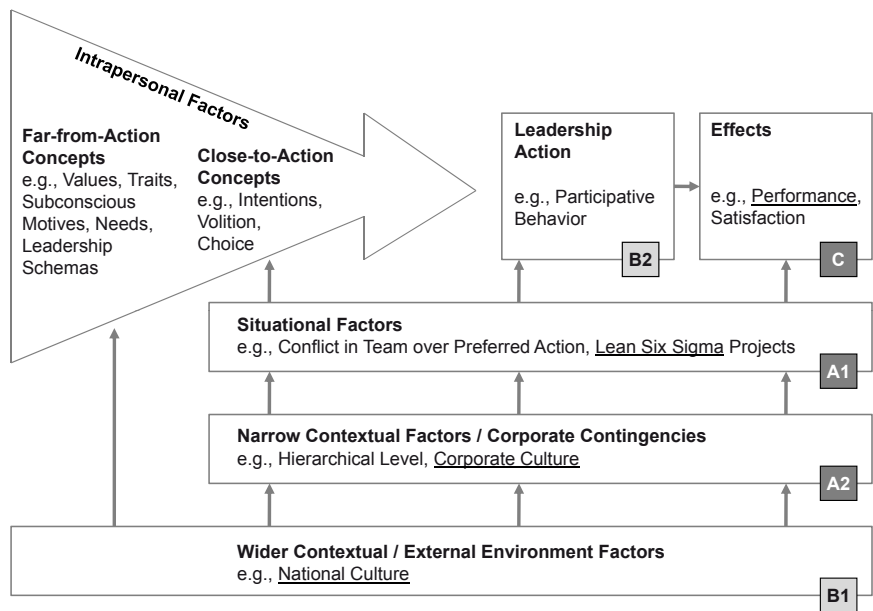 Intrapersonal Factors
Far-from-Action
Concepts
e.g., Values, Traits,
Subconscious
Motives, Needs,
Leadership
Schemas
Close-to-Action
Concepts
e.g., Intentions,
Volition,
Choice
Leadership
Action
e.g., Participative
Behavior
B2
Effects
e.g., Performance,
Satisfaction
C
Situational Factors
e.g., Conflict in Team over Preferred Action, Lean Six Sigma Projects
A1
Narrow Contextual Factors / Corporate Contingencies
e.g., Hierarchical Level, Corporate Culture
A2
Wider Contextual / External Environment Factors
e.g., National Culture
B1